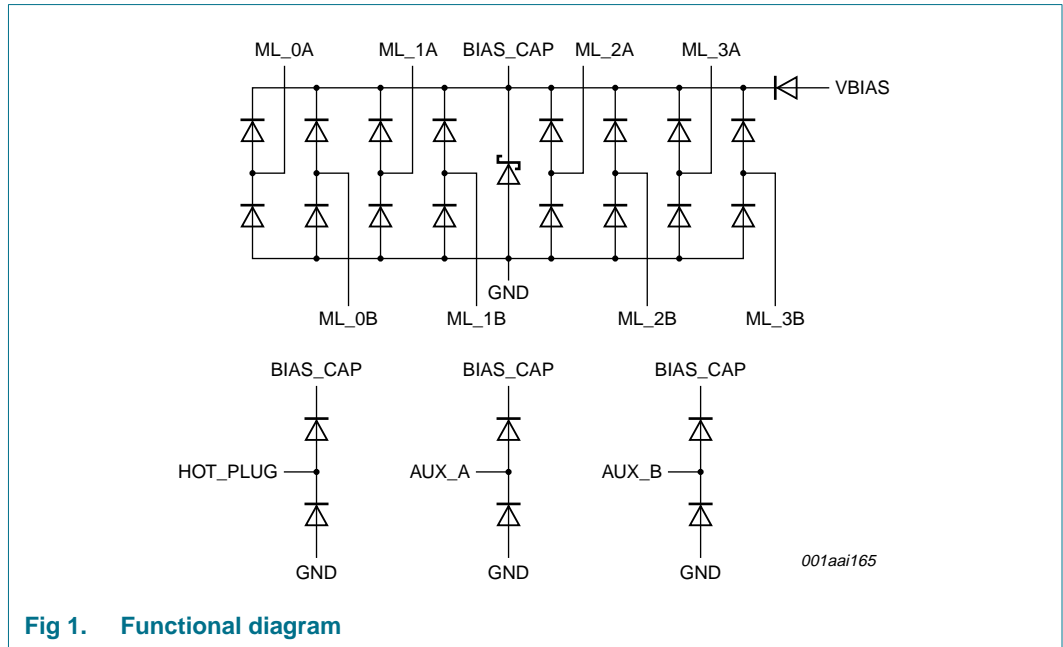 ML_0A ML_1A BIAS_CAP ML_2A ML_3A
VBIAS
GND
ML_0B ML_1B ML_2B ML_3B
BIAS_CAP BIAS_CAP BIAS_CAP
HOT_PLUG AUX_A AUX_B
GND GND GND
001aai165
Fig 1. Functional diagram